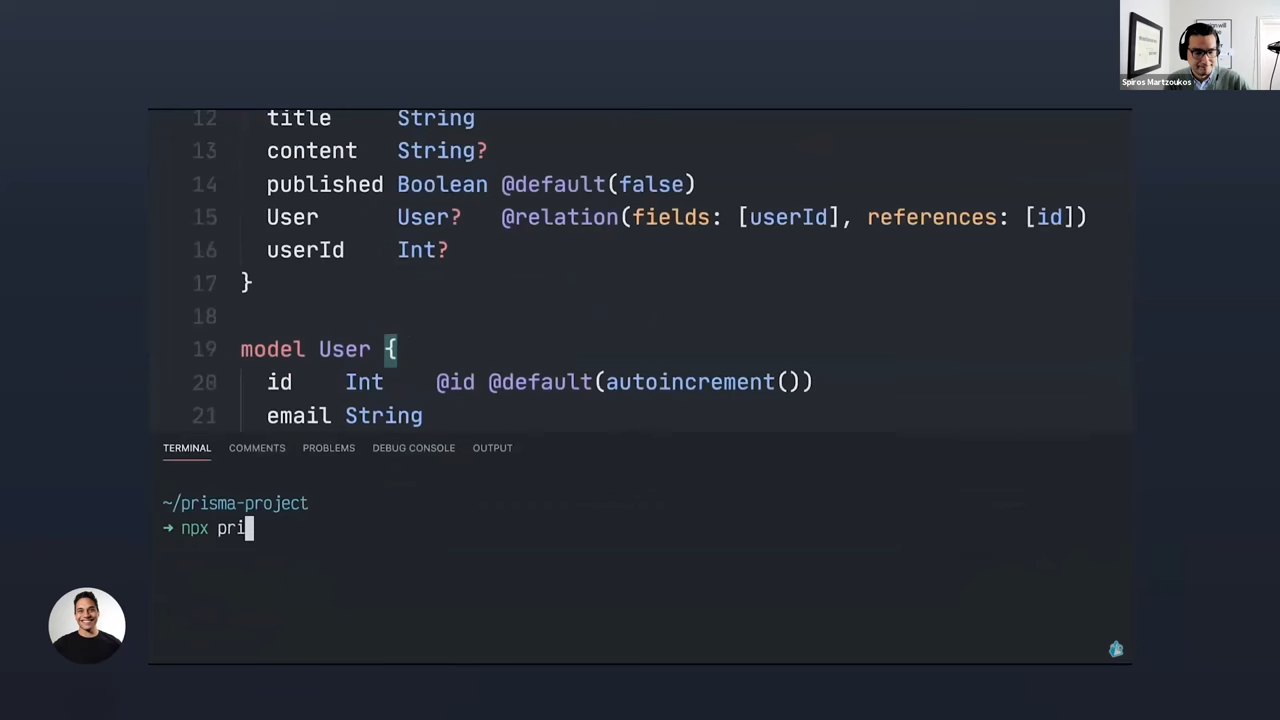 Spiros Martzoukos
12 title String
13 content String?
14 published Boolean @default(false)
15 User User? @relation(fields: [userId], references: [id])
16 userId Int?
17 }
18
19 model User {
20 id Int @id @default(autoincrement())
21 email String
TERMINAL COMMENTS PROBLEMS DEBUG CONSOLE OUTPUT
~/prisma-project
➜ npx pri